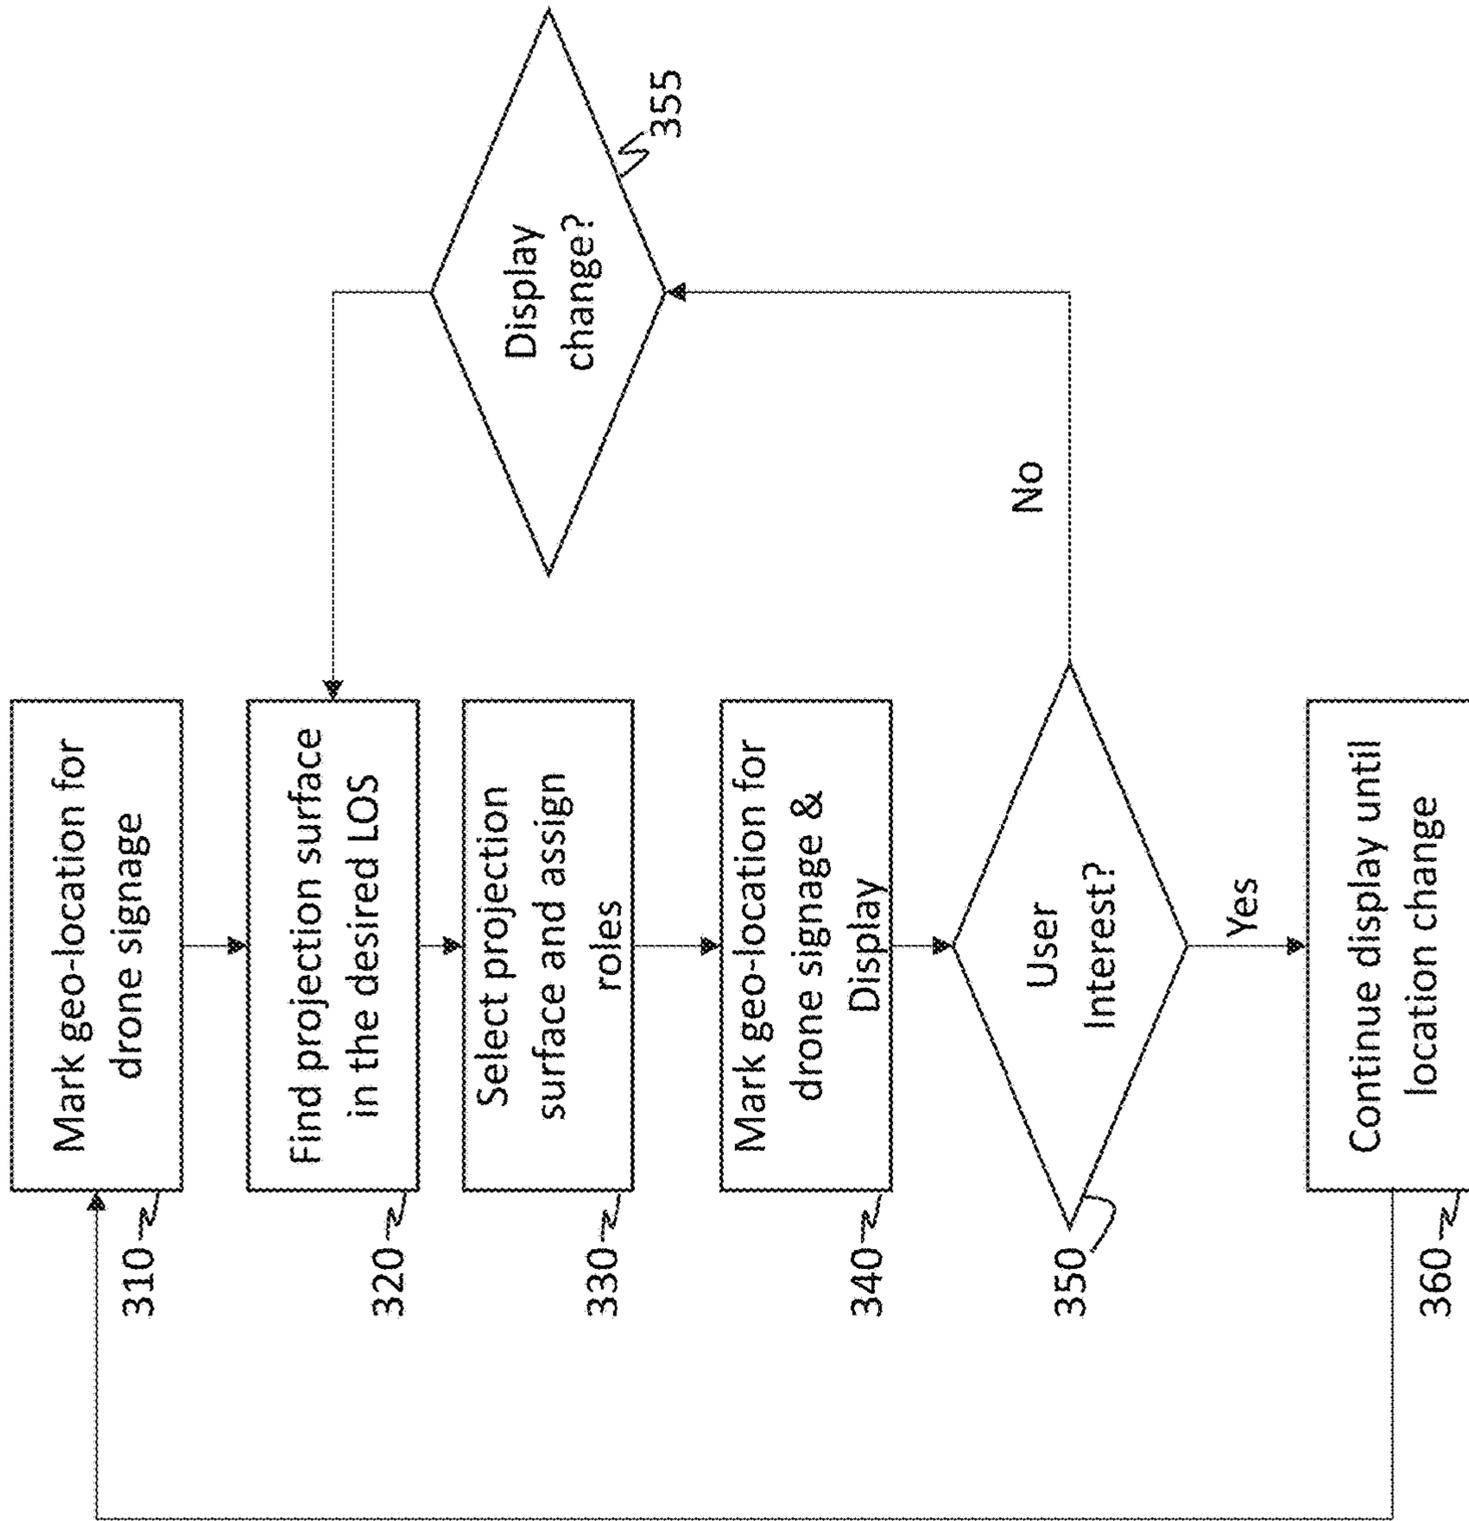 Mark geo-location for
drone signage
310
Find projection surface
in the desired LOS
320
Select projection
surface and assign
roles
330
Mark geo-location for
drone signage &
Display
340
User
Interest?
350
No
Display
change?
355
Yes
Continue display until
location change
360